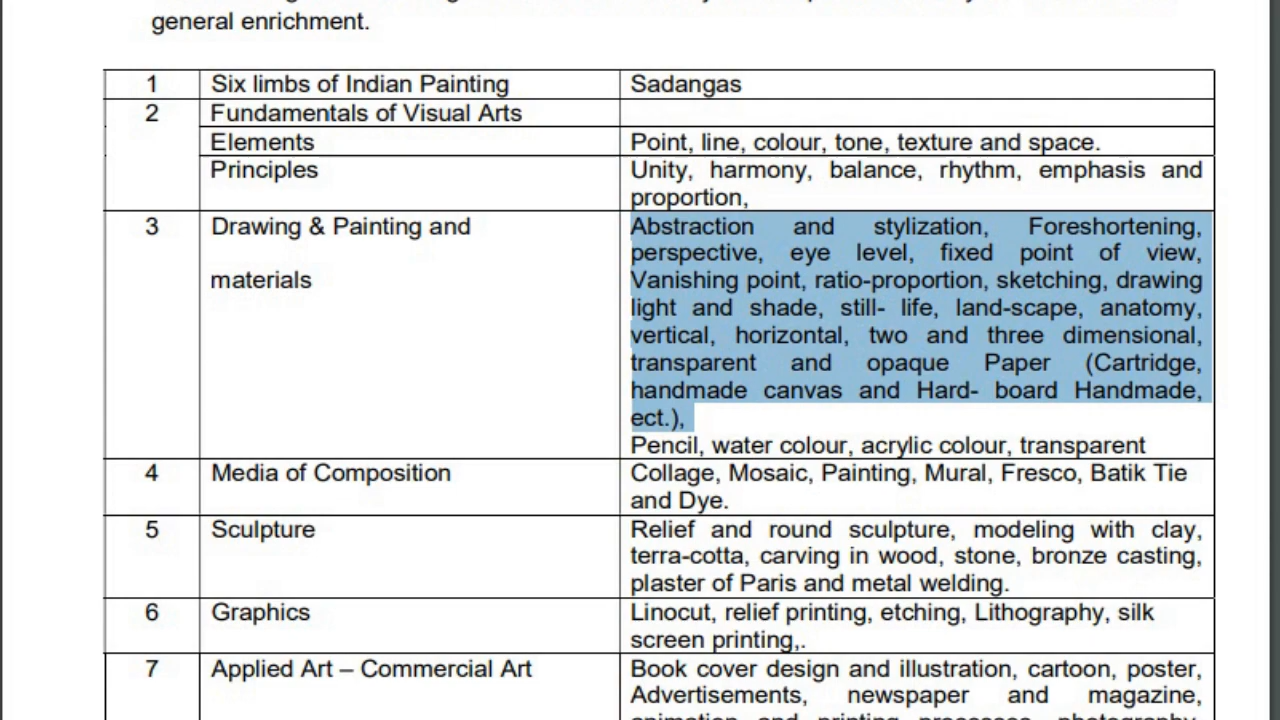 general enrichment.
1 Six limbs of Indian Painting Sadangas
2 Fundamentals of Visual Arts
Elements Point, line, colour, tone, texture and space.
Principles Unity, harmony, balance, rhythm, emphasis and
proportion,
3 Drawing & Painting and Abstraction and stylization, Foreshortening,
perspective, eye level, fixed point of view,
materials Vanishing point, ratio-proportion, sketching, drawing
light and shade, still- life, land-scape, anatomy,
vertical, horizontal, two and three dimensional,
transparent and opaque Paper (Cartridge,
handmade canvas and Hard- board Handmade,
ect.),
Pencil, water colour, acrylic colour, transparent
4 Media of Composition Collage, Mosaic, Painting, Mural, Fresco, Batik Tie
and Dye.
5 Sculpture Relief and round sculpture, modeling with clay,
terra-cotta, carving in wood, stone, bronze casting,
plaster of Paris and metal welding.
6 Graphics Linocut, relief printing, etching, Lithography, silk
screen printing,.
7 Applied Art – Commercial Art Book cover design and illustration, cartoon, poster,
Advertisements, newspaper and magazine,
animation and printing processes, photography,